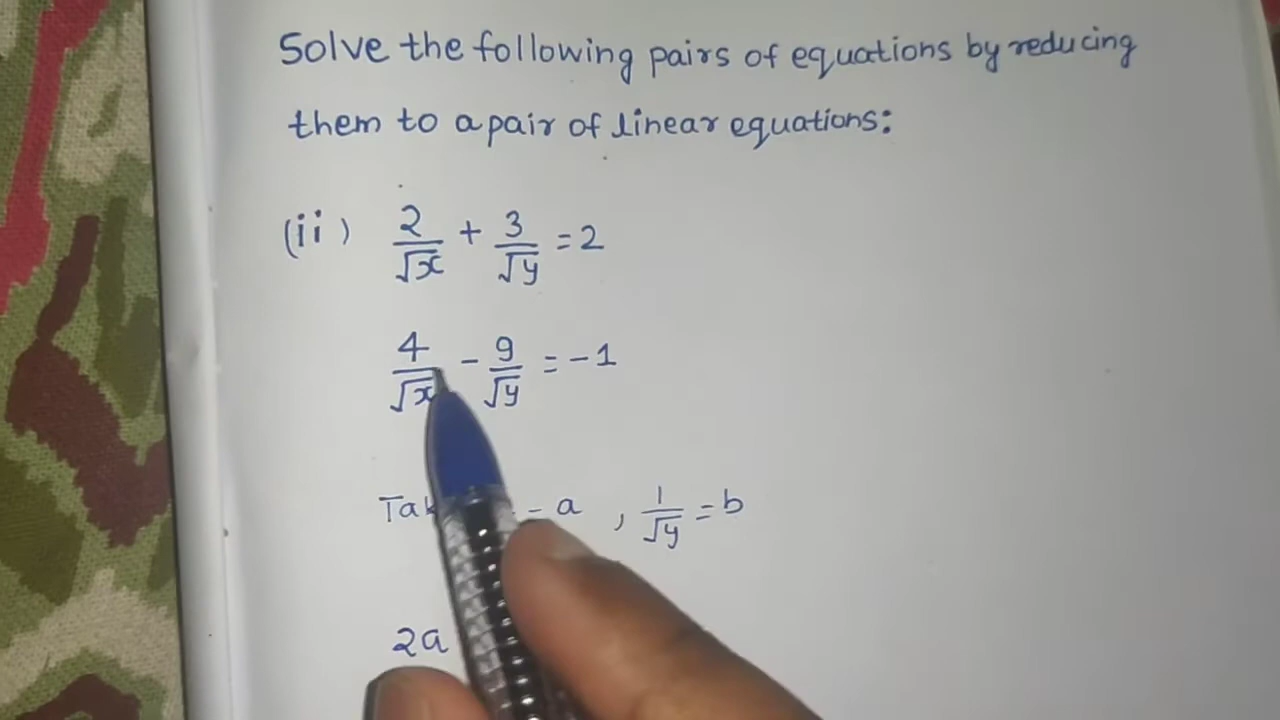 Solve the following pairs of equations by reducing
them to a pair of linear equations:
(ii) 2/√x + 3/√y = 2
4/√x - 9/√y = -1
a , 1/√y = b
2a